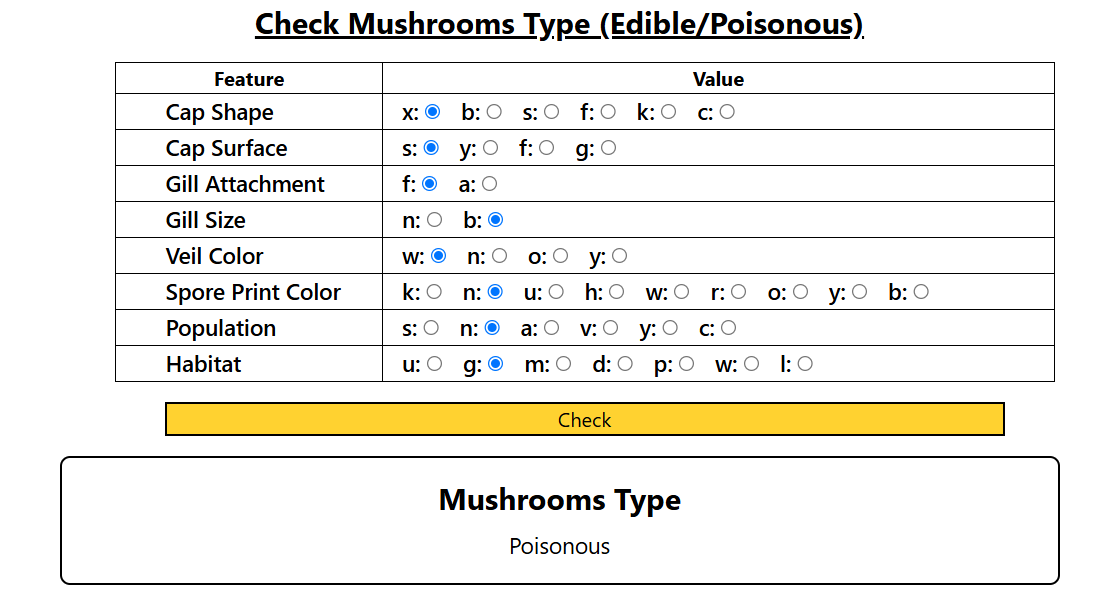 Check Mushrooms Type (Edible/Poisonous)
Feature Value
Cap Shape x: b: s: f: k: c:
Cap Surface s: y: f: g:
Gill Attachment f: a:
Gill Size n: b:
Veil Color w: n: o: y:
Spore Print Color k: n: u: h: w: r: o: y: b:
Population s: n: a: v: y: c:
Habitat u: g: m: d: p: w: l:
Check
Mushrooms Type
Poisonous